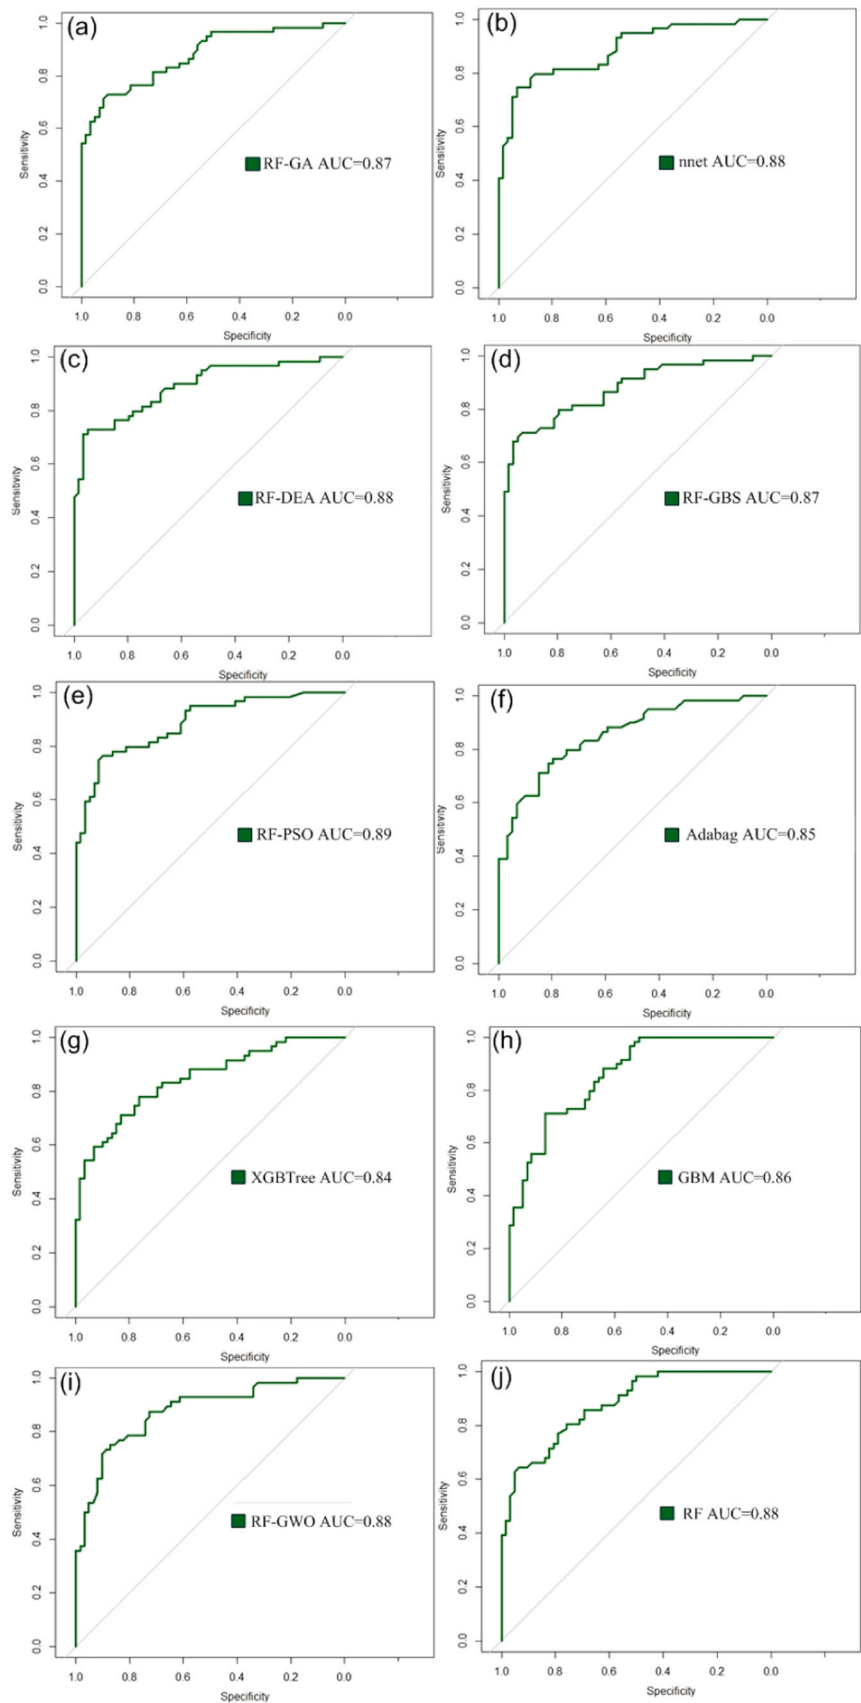 (a)
1.0
0.8
0.6
0.4
0.2
0.0
Sensitivity
RF-GA AUC=0.87
1.0 0.8 0.6 0.4 0.2 0.0
Specificity
(b)
1.0
0.8
0.6
0.4
0.2
0.0
Sensitivity
nnet AUC=0.88
1.0 0.8 0.6 0.4 0.2 0.0
Specificity
(c)
1.0
0.8
0.6
0.4
0.2
0.0
Sensitivity
RF-DEA AUC=0.88
1.0 0.8 0.6 0.4 0.2 0.0
Specificity
(d)
1.0
0.8
0.6
0.4
0.2
0.0
Sensitivity
RF-GBS AUC=0.87
1.0 0.8 0.6 0.4 0.2 0.0
Specificity
(e)
1.0
0.8
0.6
0.4
0.2
0.0
Sensitivity
RF-PSO AUC=0.89
1.0 0.8 0.6 0.4 0.2 0.0
Specificity
(f)
1.0
0.8
0.6
0.4
0.2
0.0
Sensitivity
Adabag AUC=0.85
1.0 0.8 0.6 0.4 0.2 0.0
Specificity
(g)
1.0
0.8
0.6
0.4
0.2
0.0
Sensitivity
XGBTree AUC=0.84
1.0 0.8 0.6 0.4 0.2 0.0
Specificity
(h)
1.0
0.8
0.6
0.4
0.2
0.0
Sensitivity
GBM AUC=0.86
1.0 0.8 0.6 0.4 0.2 0.0
Specificity
(i)
1.0
0.8
0.6
0.4
0.2
0.0
Sensitivity
RF-GWO AUC=0.88
1.0 0.8 0.6 0.4 0.2 0.0
Specificity
(j)
1.0
0.8
0.6
0.4
0.2
0.0
Sensitivity
RF AUC=0.88
1.0 0.8 0.6 0.4 0.2 0.0
Specificity